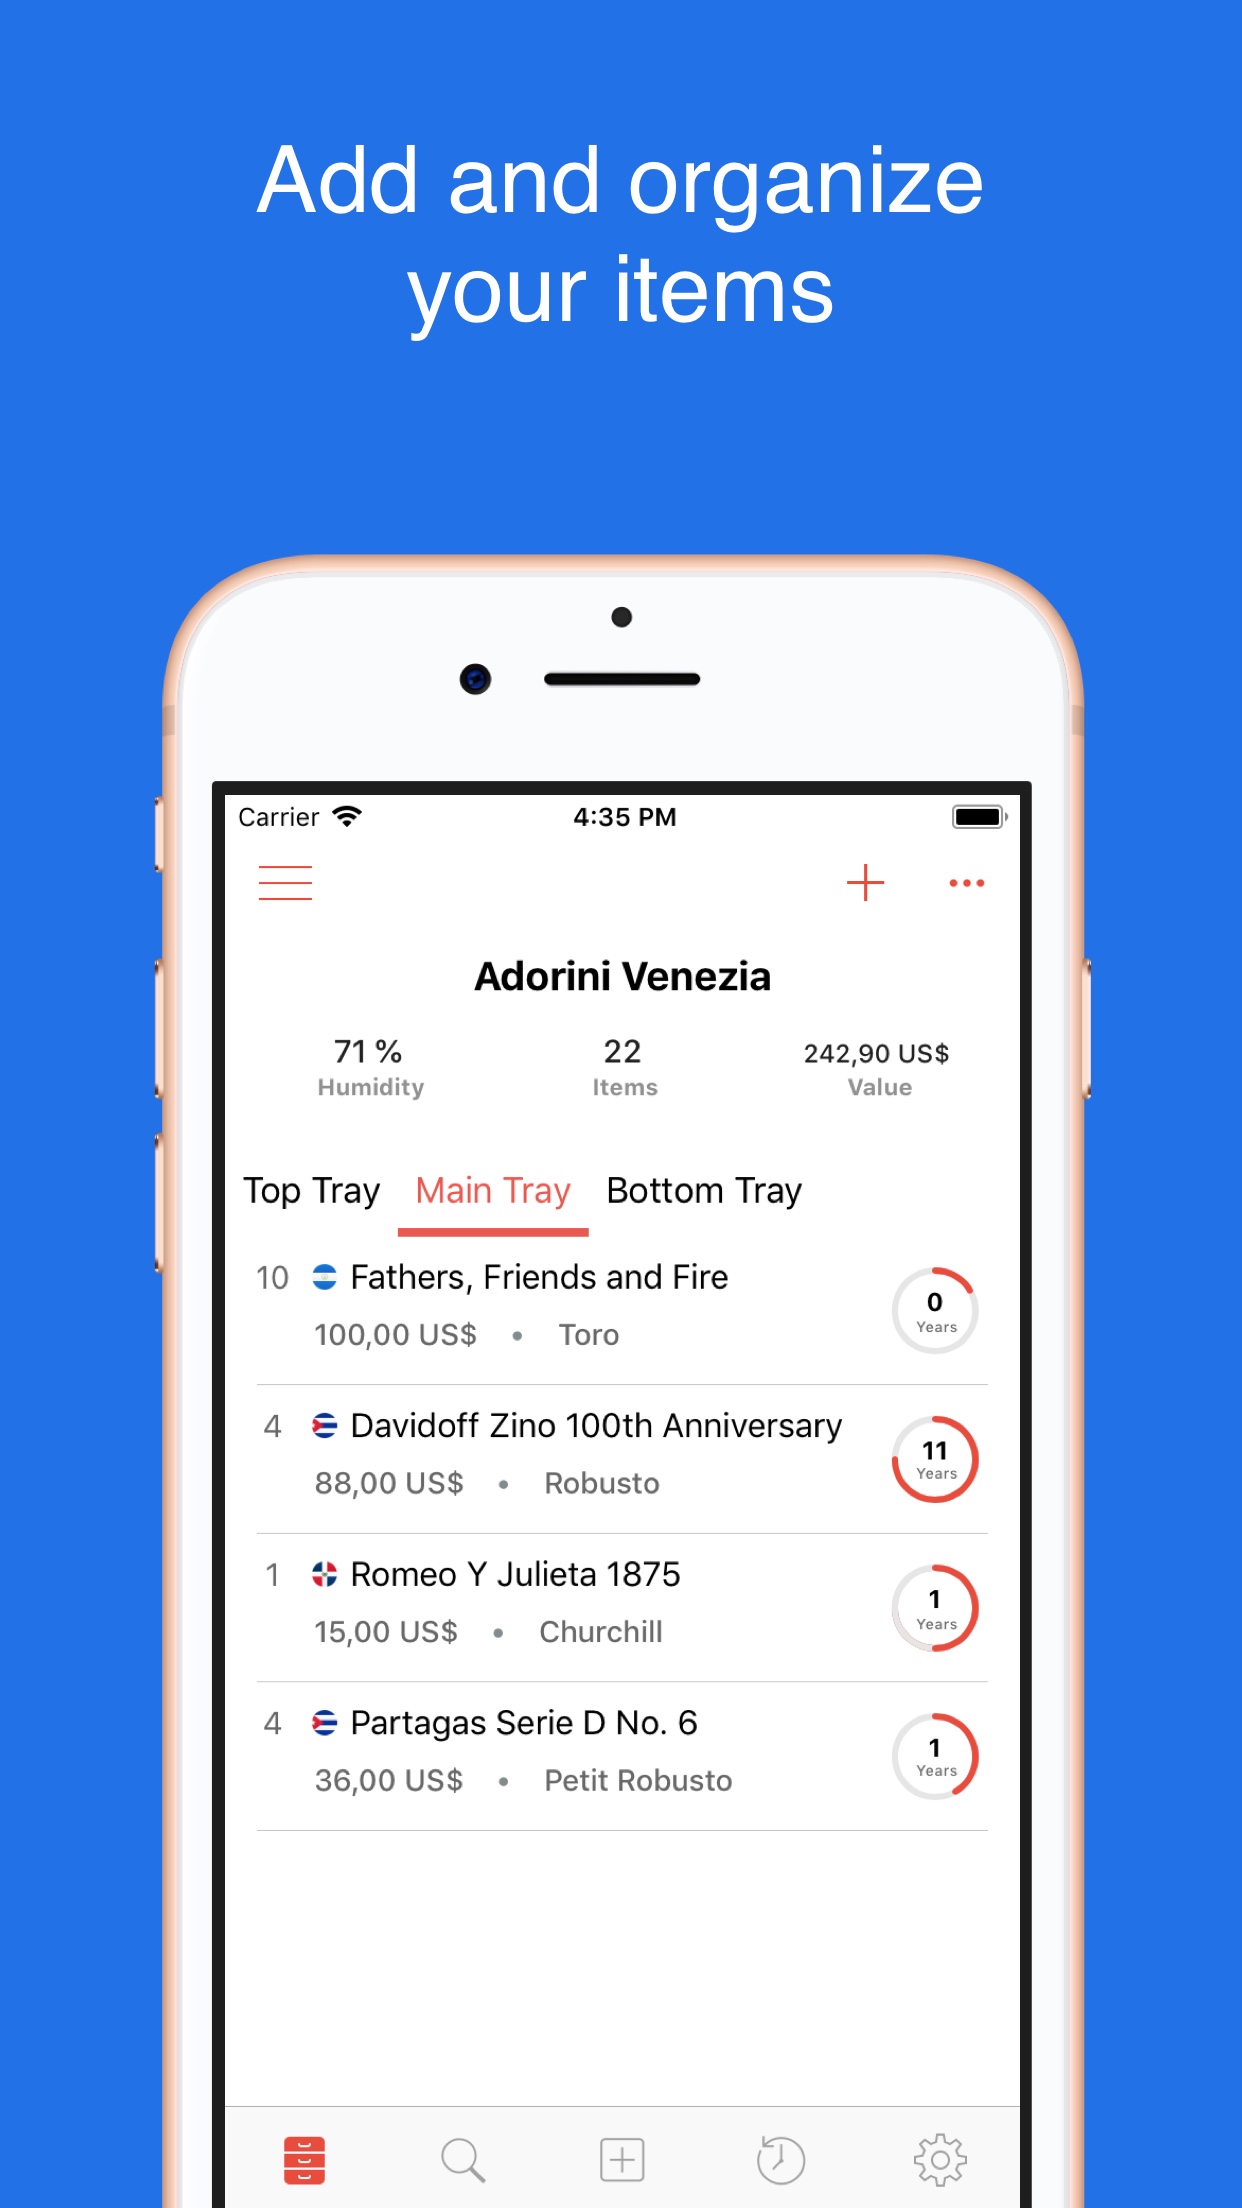 Add and organize
your items
Carrier 4:35 PM
Adorini Venezia
71 % 22 242,90 US$
Humidity Items Value
Top Tray Main Tray Bottom Tray
10 Fathers, Friends and Fire
100,00 US$ • Toro
0
Years
4 Davidoff Zino 100th Anniversary
88,00 US$ • Robusto
11
Years
1 Romeo Y Julieta 1875
15,00 US$ • Churchill
1
Years
4 Partagas Serie D No. 6
36,00 US$ • Petit Robusto
1
Years